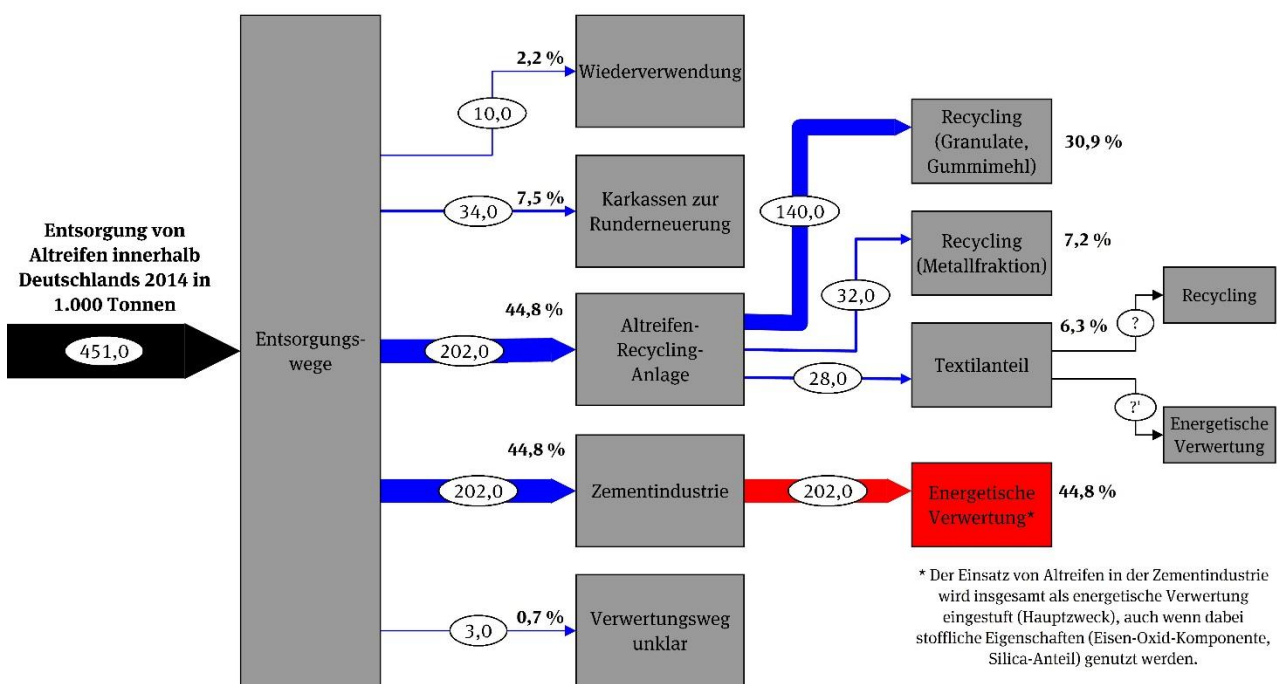 Entsorgung von
Altreifen innerhalb
Deutschlands 2014 in
1.000 Tonnen
451,0
Entsorgungs-
wege
2,2 %
10,0
Wiederverwendung
7,5 %
34,0
Karkassen zur
Runderneuerung
44,8 %
202,0
Altreifen-
Recycling-
Anlage
44,8 %
202,0
Zementindustrie
0,7 %
3,0
Verwertungsweg
unklar
140,0
Recycling
(Granulate,
Gummimehl)
30,9 %
32,0
Recycling
(Metallfraktion)
7,2 %
28,0
Textilanteil
6,3 %
?
Recycling
?'
Energetische
Verwertung
202,0
Energetische
Verwertung*
44,8 %
* Der Einsatz von Altreifen in der Zementindustrie
wird insgesamt als energetische Verwertung
eingestuft (Hauptzweck), auch wenn dabei
stoffliche Eigenschaften (Eisen-Oxid-Komponente,
Silica-Anteil) genutzt werden.